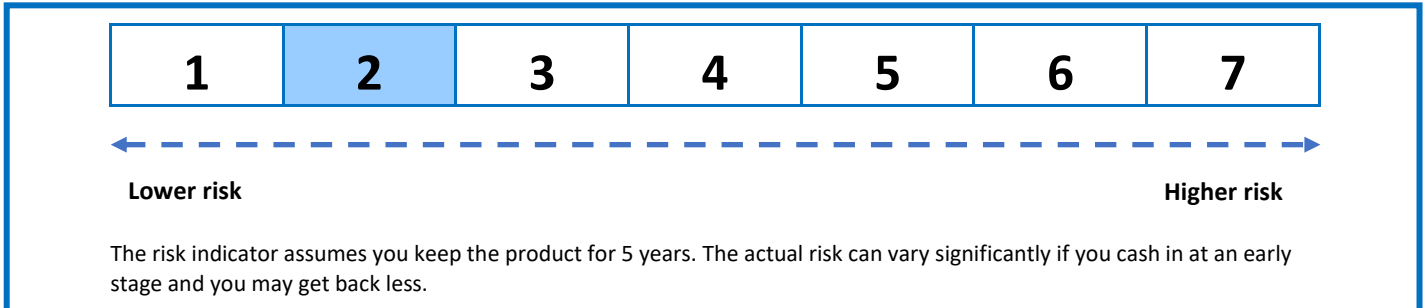 1 2 3 4 5 6 7
Lower risk Higher risk
The risk indicator assumes you keep the product for 5 years. The actual risk can vary significantly if you cash in at an early
stage and you may get back less.